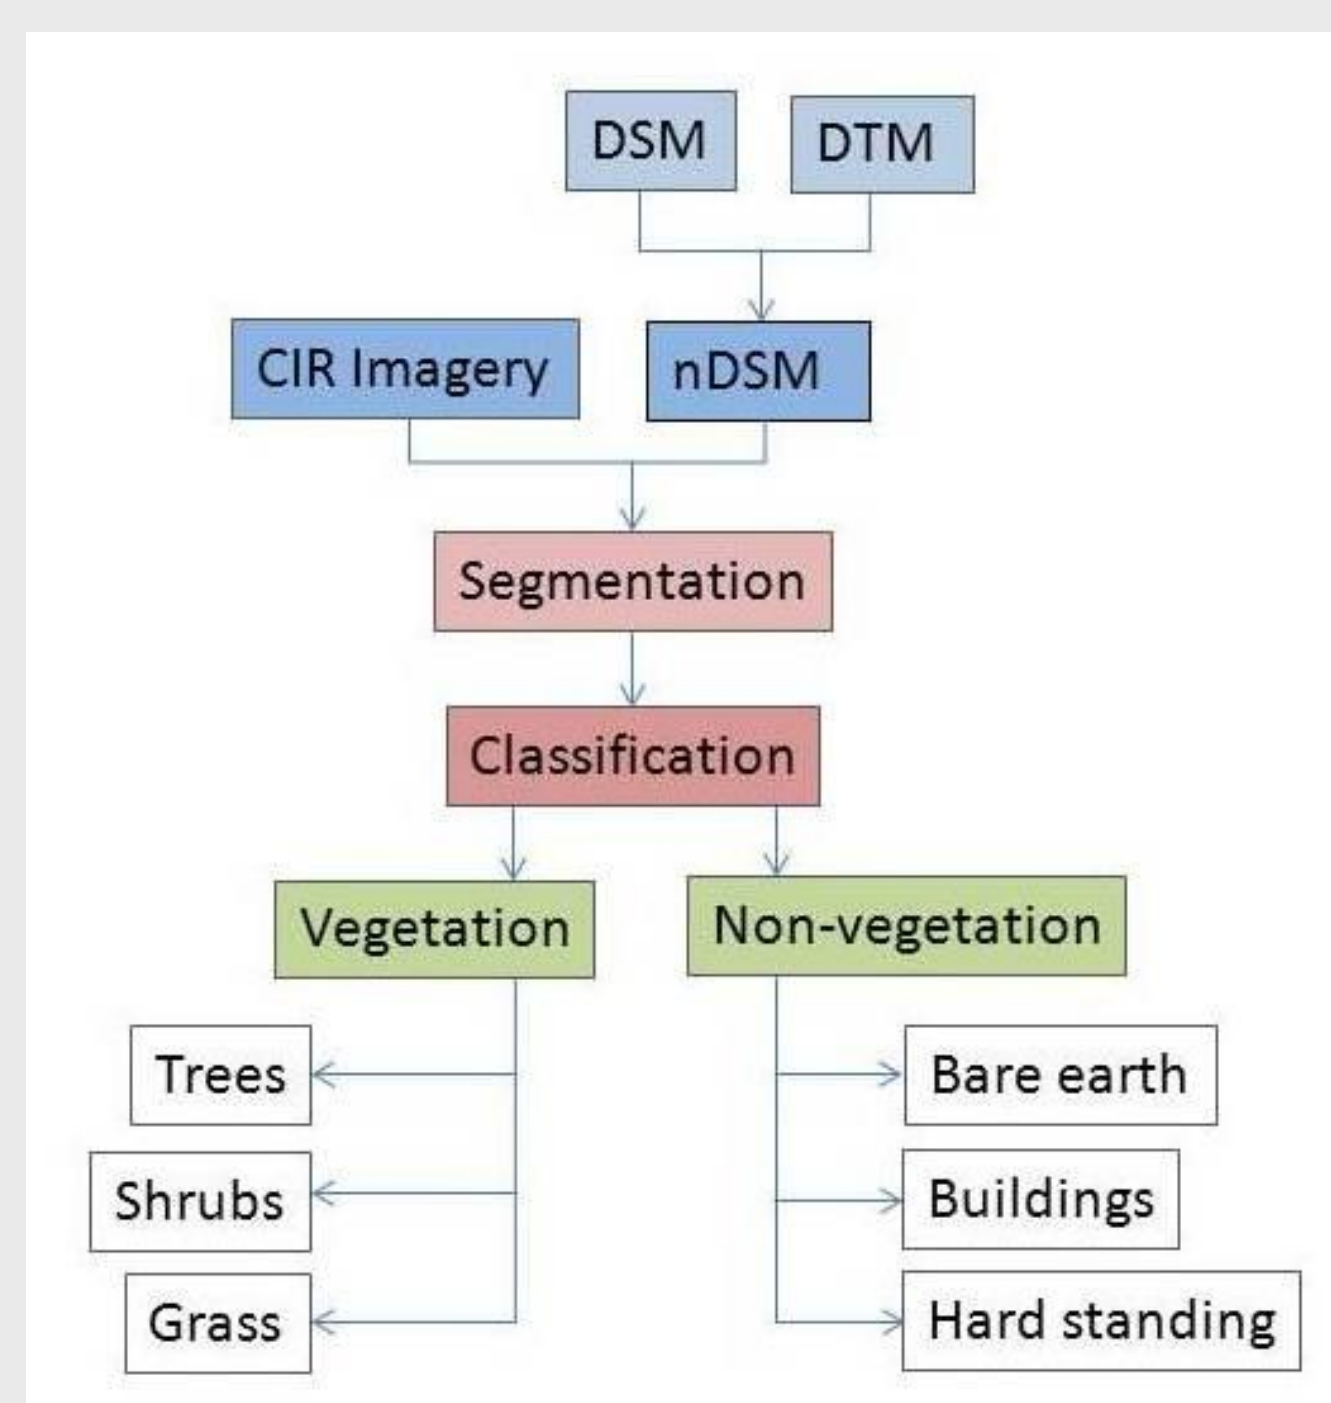 DSM
DTM
CIR Imagery
nDSM
Segmentation
Classification
Vegetation
Non-vegetation
Trees
Bare earth
Shrubs
Buildings
Grass
Hard standing